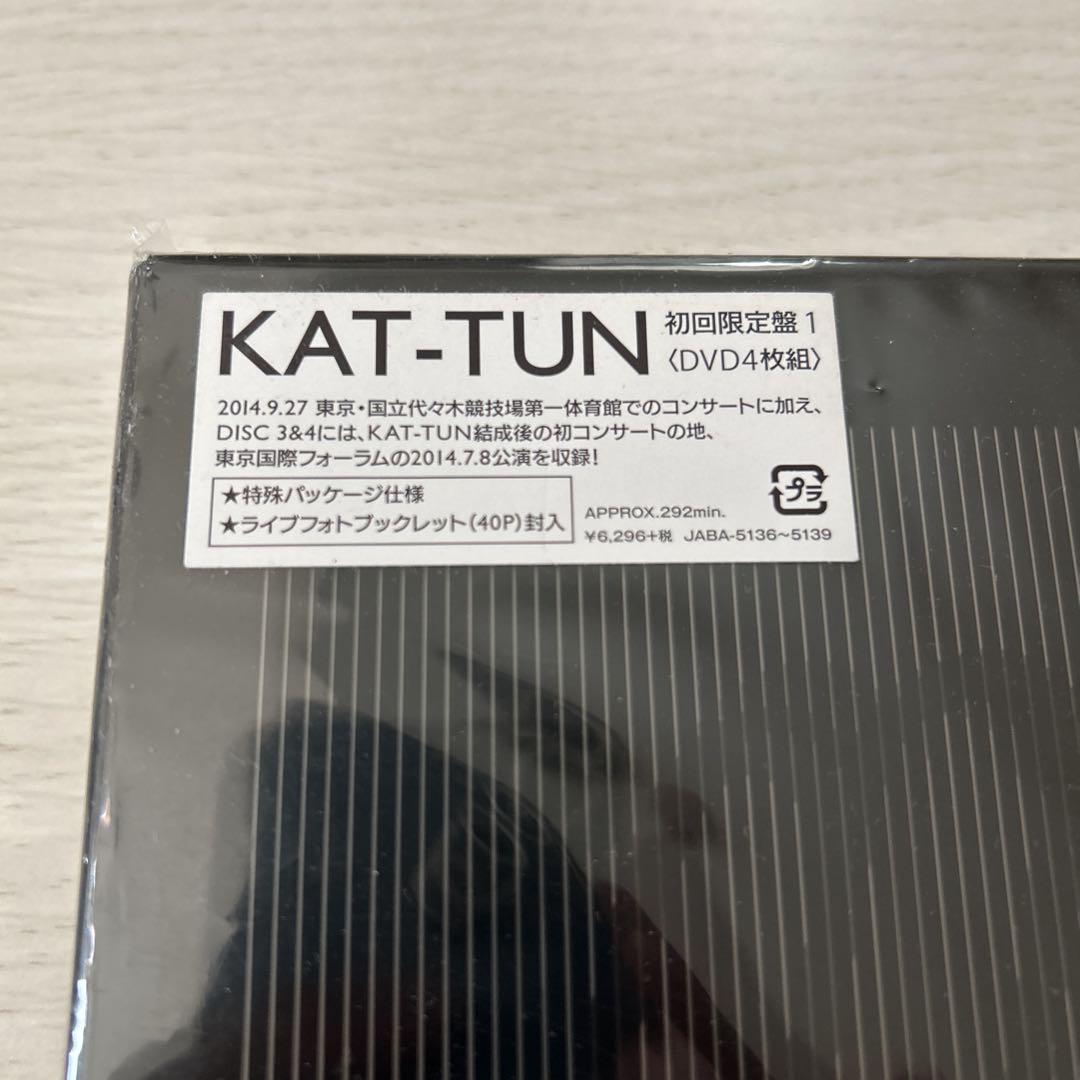 KAT-TUN 初回限定盤1
〈DVD4枚組〉
2014.9.27 東京・国立代々木競技場第一体育館でのコンサートに加え、
DISC 3&4には、KAT-TUN結成後の初コンサートの地、
東京国際フォーラムの2014.7.8公演を収録!
★特殊パッケージ仕様
★ライブフォトブックレット(40P)封入
プラ
APPROX.292min.
¥6,296+税 JABA-5136~5139